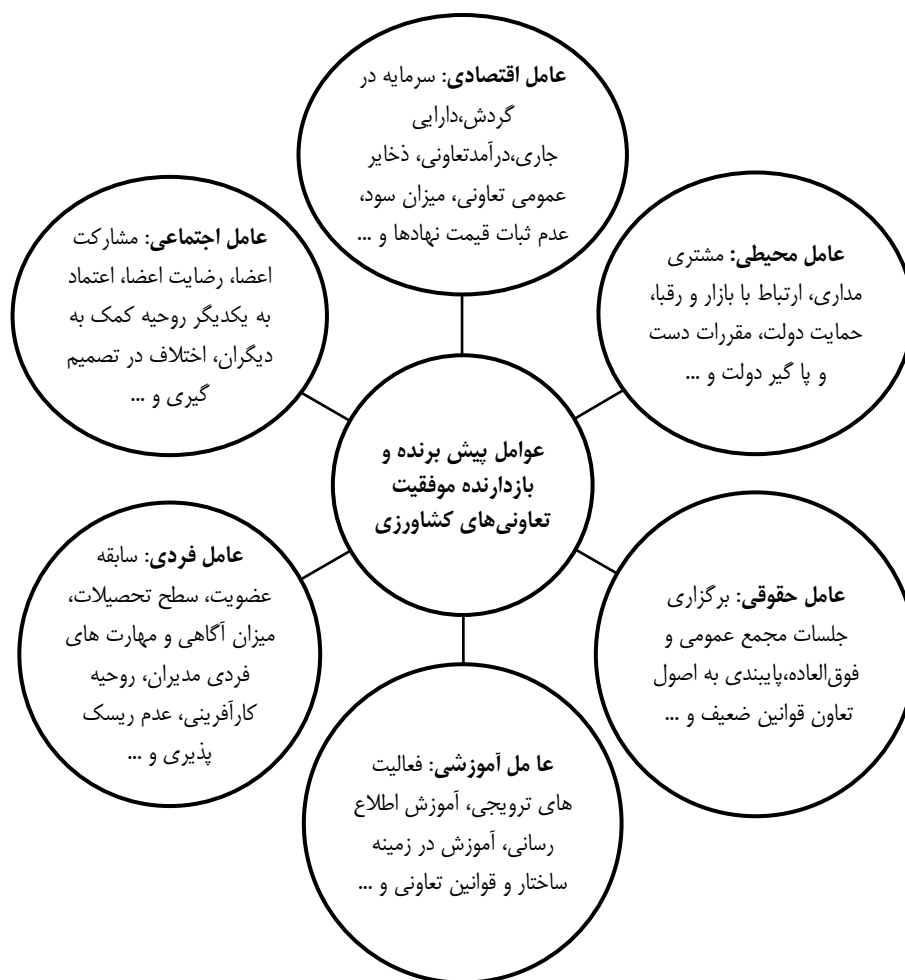 عامل اقتصادی: سرمایه در
گردش،دارایی
جاری،درآمدتعاونی، ذخایر
عمومی تعاونی، میزان سود،
عدم ثبات قیمت نهادها و ...
عامل محیطی: مشتری
مداری، ارتباط با بازار و رقبا،
حمایت دولت، مقررات دست
و پا گیر دولت و ...
عامل اجتماعی: مشارکت
اعضا، رضایت اعضا، اعتماد
به یکدیگر روحیه کمک به
دیگران، اختلاف در تصمیم
گیری و ...
عوامل پیش برنده و
بازدارنده موفقیت
تعاونی‌های کشاورزی
عامل حقوقی: برگزاری
جلسات مجمع عمومی و
فوق‌العاده،پایبندی به اصول
تعاون قوانین ضعیف و ...
عامل فردی: سابقه
عضویت، سطح تحصیلات،
میزان آگاهی و مهارت های
فردی مدیران، روحیه
کارآفرینی، عدم ریسک
پذیری و ...
عا مل آموزشی: فعالیت
های ترویجی، آموزش اطلاع
رسانی، آموزش در زمینه
ساختار و قوانین تعاونی و ...